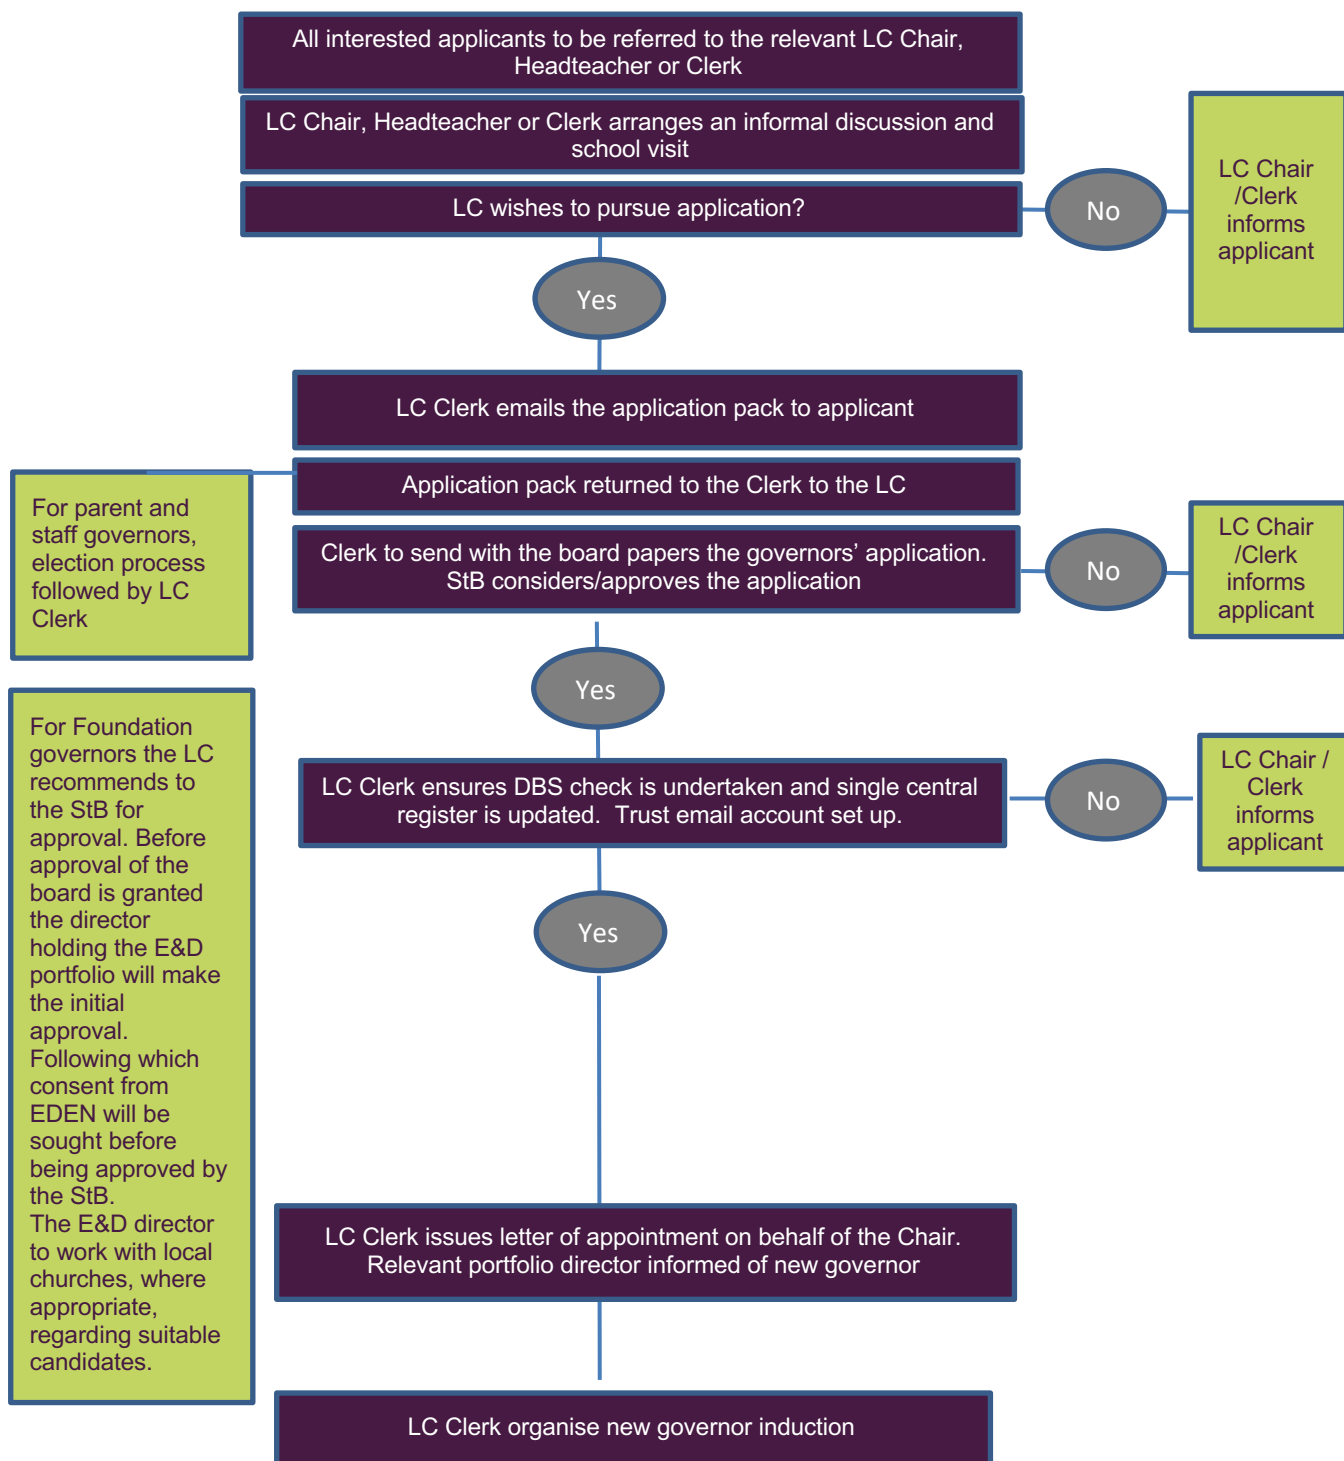 All interested applicants to be referred to the relevant LC Chair,
Headteacher or Clerk
LC Chair, Headteacher or Clerk arranges an informal discussion and
school visit
LC wishes to pursue application?
No
LC Chair
/Clerk
informs
applicant
Yes
LC Clerk emails the application pack to applicant
Application pack returned to the Clerk to the LC
For parent and
staff governors,
election process
followed by LC
Clerk
Clerk to send with the board papers the governors’ application.
StB considers/approves the application
No
LC Chair
/Clerk
informs
applicant
Yes
For Foundation
governors the LC
recommends to
the StB for
approval. Before
approval of the
board is granted
the director
holding the E&D
portfolio will make
the initial
approval.
Following which
consent from
EDEN will be
sought before
being approved by
the StB.
The E&D director
to work with local
churches, where
appropriate,
regarding suitable
candidates.
LC Clerk ensures DBS check is undertaken and single central
register is updated.  Trust email account set up.
No
LC Chair /
Clerk
informs
applicant
Yes
LC Clerk issues letter of appointment on behalf of the Chair.
Relevant portfolio director informed of new governor
LC Clerk organise new governor induction